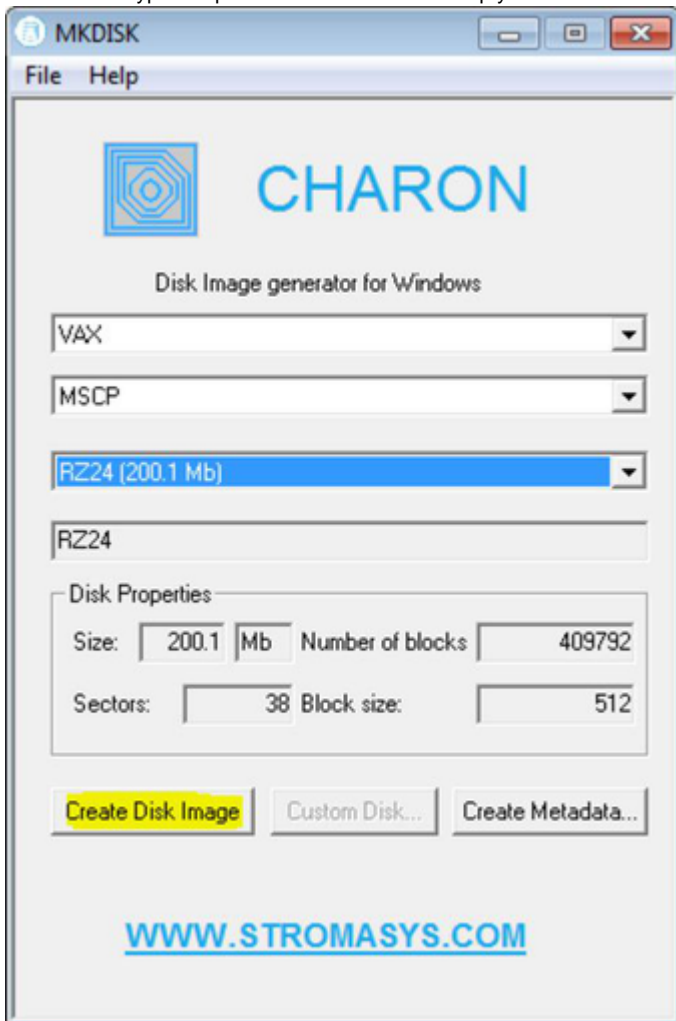 MKDISK
File Help
CHARON
Disk Image generator for Windows
VAX
MSCP
RZ24 (200.1 Mb)
RZ24
Disk Properties
Size: 200.1 Mb Number of blocks 409792
Sectors: 38 Block size: 512
Create Disk Image Custom Disk... Create Metadata...
WWW.STROMASYS.COM